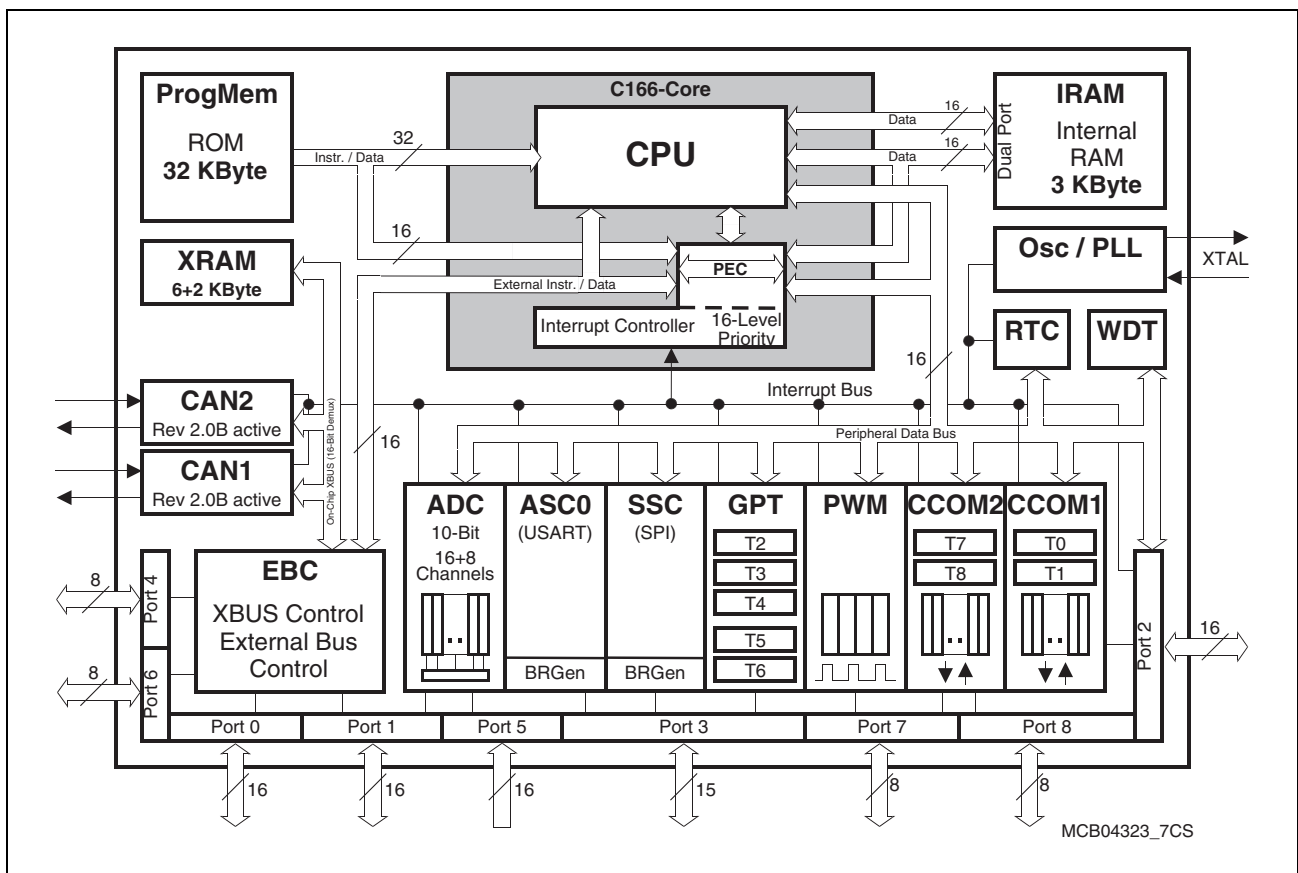 C166-Core
ProgMem
ROM
32 KByte
32
Instr. / Data
CPU
16
Data
16
Data
Dual Port
IRAM
Internal
RAM
3 KByte
16
XRAM
6+2 KByte
PEC
External Instr. / Data
Interrupt Controller
16-Level
Priority
Osc / PLL
XTAL
RTC
WDT
16
Interrupt Bus
Peripheral Data Bus
CAN2
Rev 2.0B active
CAN1
Rev 2.0B active
On-Chip XBUS (16-Bit Demux)
16
EBC
XBUS Control
External Bus
Control
ADC
10-Bit
16+8
Channels
ASC0
(USART)
BRGen
SSC
(SPI)
BRGen
GPT
T2
T3
T4
T5
T6
PWM
CCOM2
T7
T8
CCOM1
T0
T1
8
Port 4
8
Port 6
Port 2
16
Port 0
Port 1
Port 5
Port 3
Port 7
Port 8
16
16
16
15
8
8
MCB04323_7CS